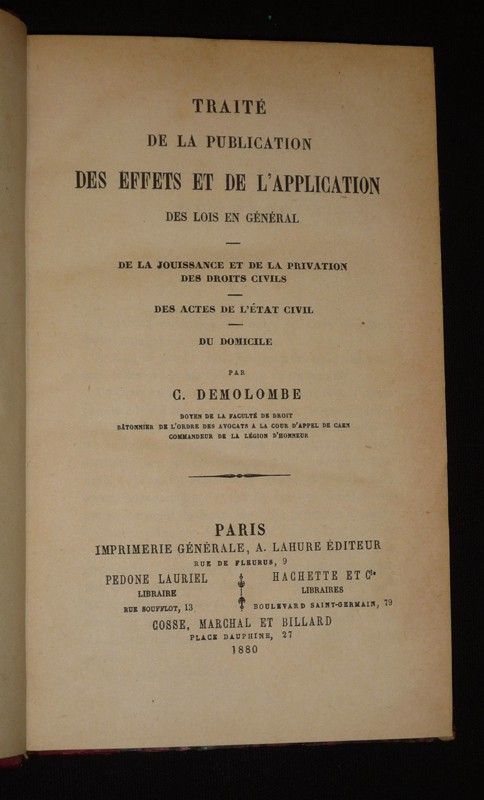 TRAITÉ
DE LA PUBLICATION
DES EFFETS ET DE L'APPLICATION
DES LOIS EN GÉNÉRAL
DE LA JOUISSANCE ET DE LA PRIVATION
DES DROITS CIVILS
DES ACTES DE L'ÉTAT CIVIL
DU DOMICILE
PAR
C. DEMOLOMBE
DOYEN DE LA FACULTÉ DE DROIT
BÂTONNIER DE L'ORDRE DES AVOCATS A LA COUR D'APPEL DE CAEN
COMMANDEUR DE LA LÉGION D'HONNEUR
PARIS
IMPRIMERIE GÉNÉRALE, A. LAHURE ÉDITEUR
RUE DE FLEURUS, 9
PEDONE LAURIEL
LIBRAIRE
RUE SOUFFLOT, 13
HACHETTE ET Cie
LIBRAIRES
BOULEVARD SAINT-GERMAIN, 79
COSSE, MARCHAL ET BILLARD
PLACE DAUPHINE, 27
1880